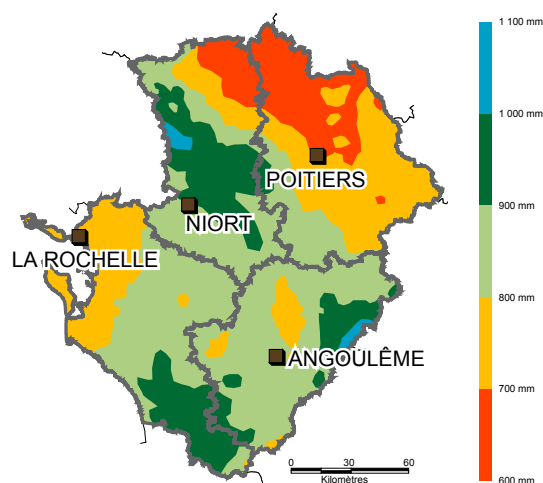 1 100 mm
1 000 mm
900 mm
800 mm
700 mm
600 mm
POITIERS
NIORT
LA ROCHELLE
ANGOULÊME
0 30 60
Kilomètres